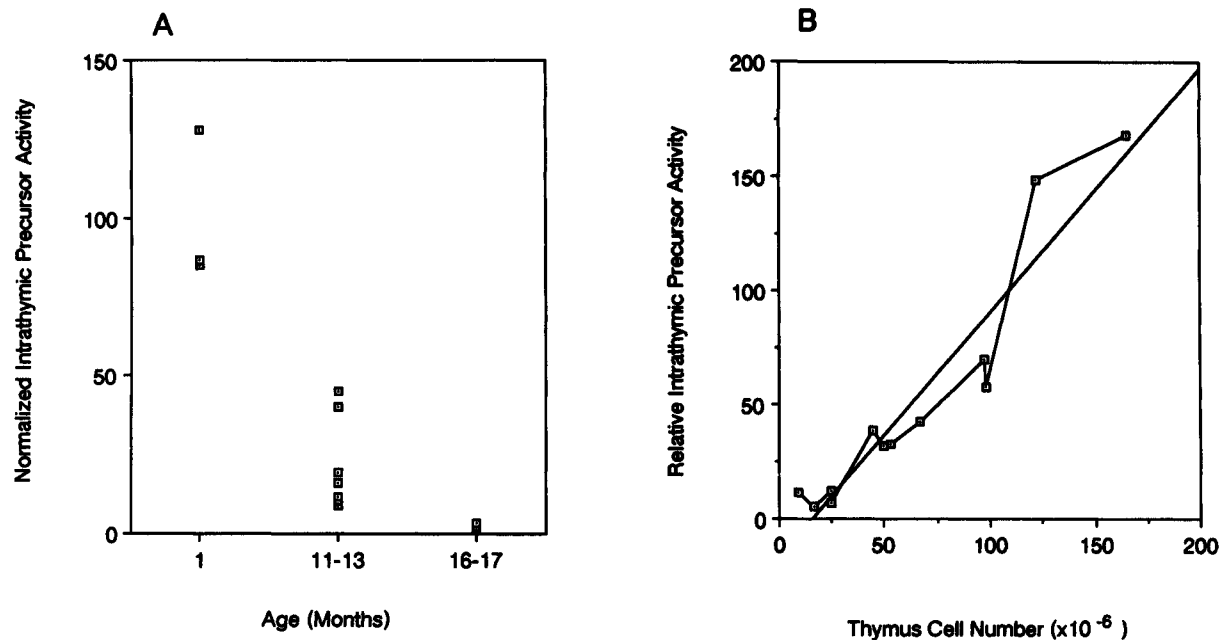 A
Normalized Intrathymic Precursor Activity
150
100
50
0
1
11-13
16-17
Age (Months)
B
Relative Intrathymic Precursor Activity
200
150
100
50
0
0
50
100
150
200
Thymus Cell Number (x10 -6 )